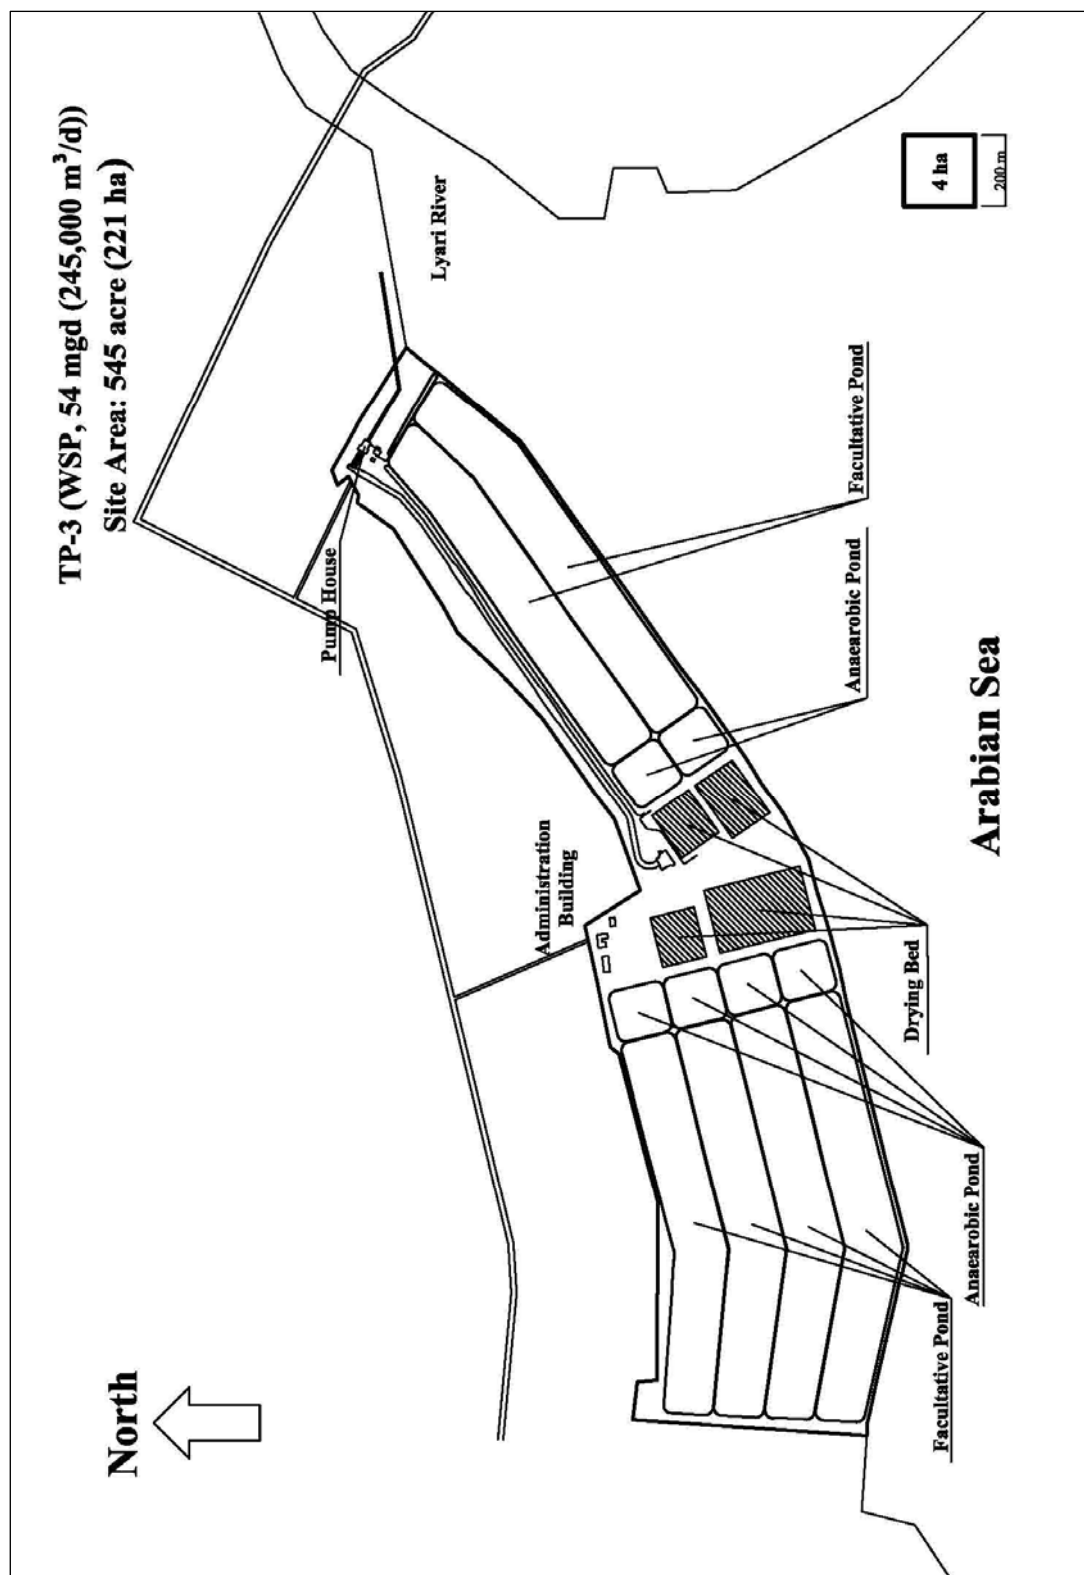 TP-3 (WSP, 54 mgd (245,000 m³/d))
Site Area: 545 acre (221 ha)
North
Pump House
Lyari River
4 ha
200 m
Administration
Building
Facultative Pond
Anaearobic Pond
Arabian Sea
Drying Bed
Anaearobic Pond
Facultative Pond